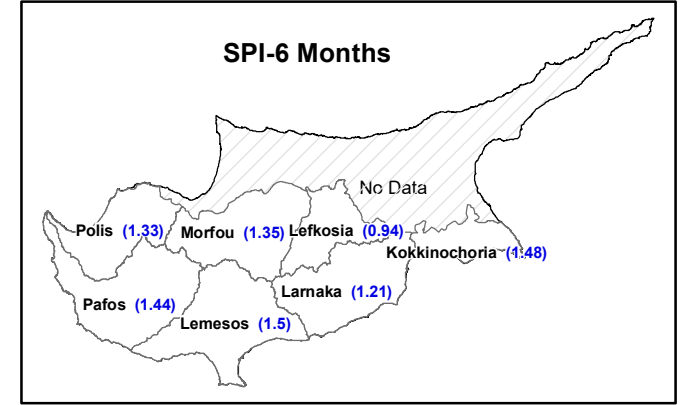 SPI-6 Months
No Data
Polis (1.33)
Morfou (1.35)
Lefkosia (0.94)
Kokkinochoria (1.48)
Pafos (1.44)
Larnaka (1.21)
Lemesos (1.5)